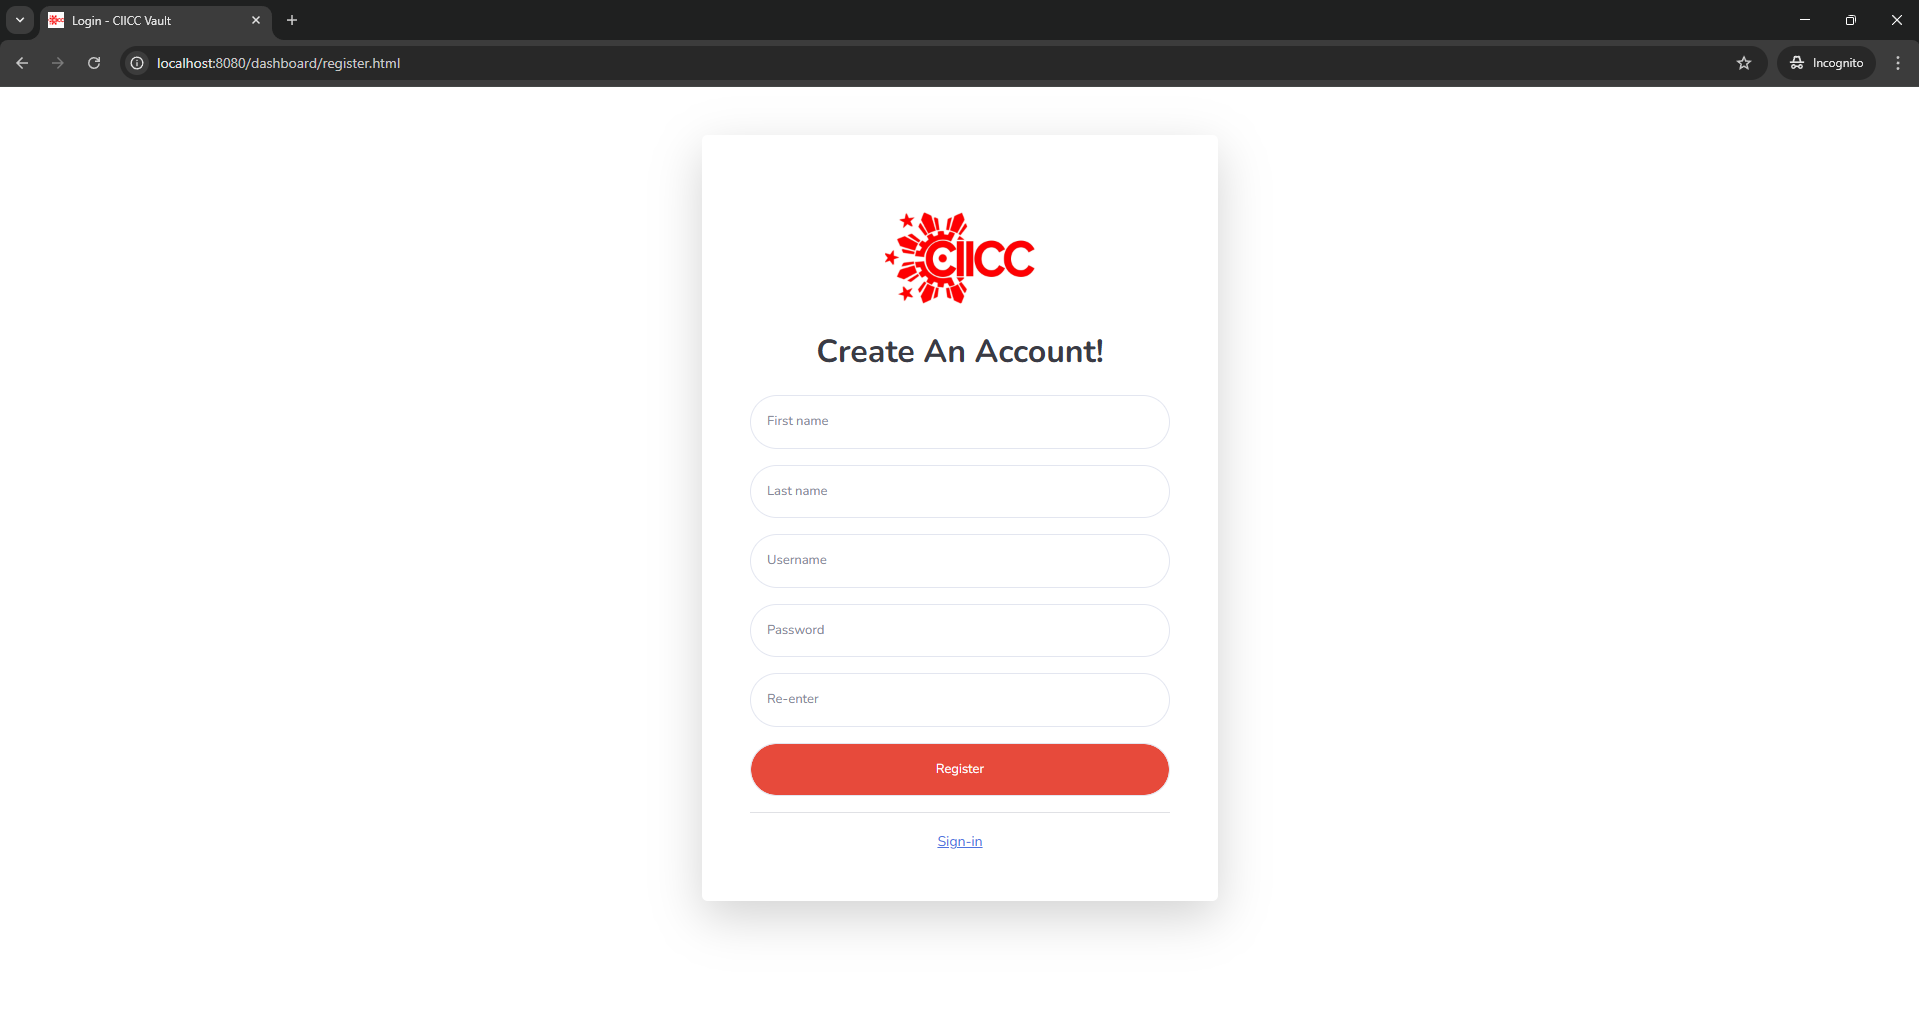 Login - CIICC Vault
localhost:8080/dashboard/register.html
Incognito
CIICC
Create An Account!
First name
Last name
Username
Password
Re-enter
Register
Sign-in